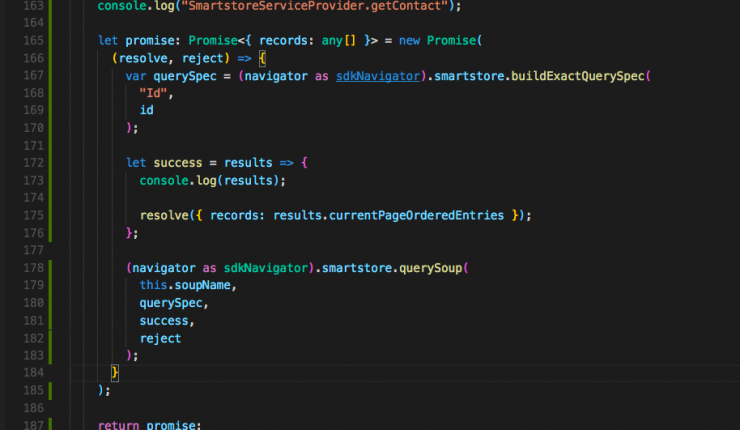 163 console.log("SmartstoreServiceProvider.getContact");
164
165 let promise: Promise<{ records: any[] }> = new Promise(
166 (resolve, reject) => {
167 var querySpec = (navigator as sdkNavigator).smartstore.buildExactQuerySpec(
168 "Id",
169 id
170 );
171
172 let success = results => {
173 console.log(results);
174
175 resolve({ records: results.currentPageOrderedEntries });
176 };
177
178 (navigator as sdkNavigator).smartstore.querySoup(
179 this.soupName,
180 querySpec,
181 success,
182 reject
183 );
184 }
185 );
186
187 return promise;